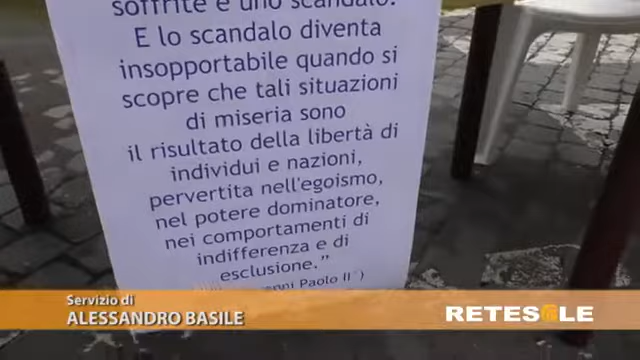 soffrite è uno scandalo.
E lo scandalo diventa
insopportabile quando si
scopre che tali situazioni
di miseria sono
il risultato della libertà di
individui e nazioni,
pervertita nell'egoismo,
nel potere dominatore,
nei comportamenti di
indifferenza e di
esclusione.”
Paolo II°)
Servizio di
ALESSANDRO BASILE
RETESOLE